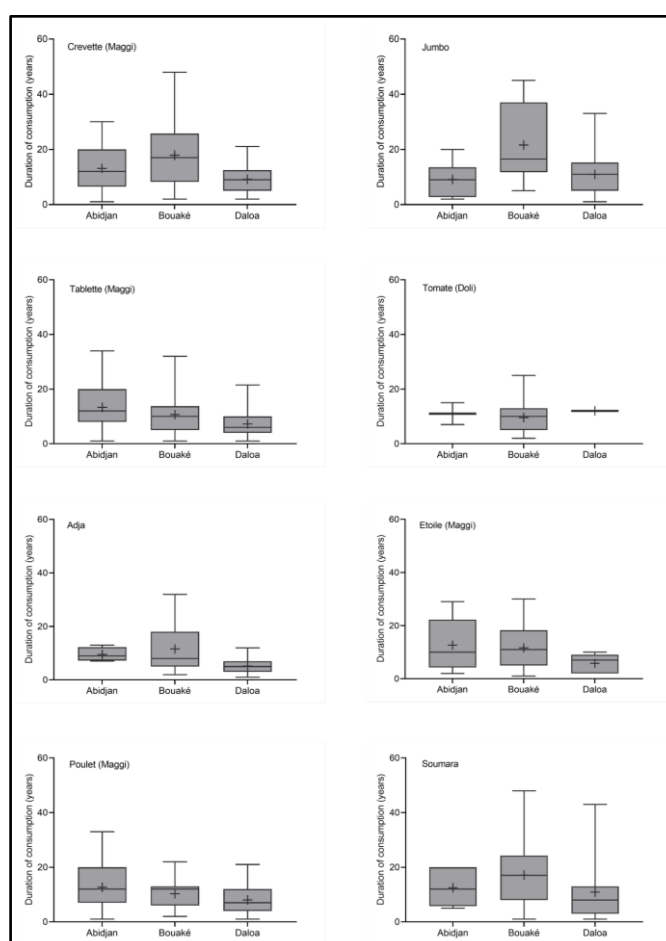 Crevette (Maggi)
Duration of consumption (years)
60
40
20
0
Abidjan Bouaké Daloa
Jumbo
Duration of consumption (years)
60
40
20
0
Abidjan Bouaké Daloa
Tablette (Maggi)
Duration of consumption (years)
60
40
20
0
Abidjan Bouaké Daloa
Tomate (Doli)
Duration of consumption (years)
60
40
20
0
Abidjan Bouaké Daloa
Adja
Duration of consumption (years)
60
40
20
0
Abidjan Bouaké Daloa
Etoile (Maggi)
Duration of consumption (years)
60
40
20
0
Abidjan Bouaké Daloa
Poulet (Maggi)
Duration of consumption (years)
60
40
20
0
Abidjan Bouaké Daloa
Soumara
Duration of consumption (years)
60
40
20
0
Abidjan Bouaké Daloa